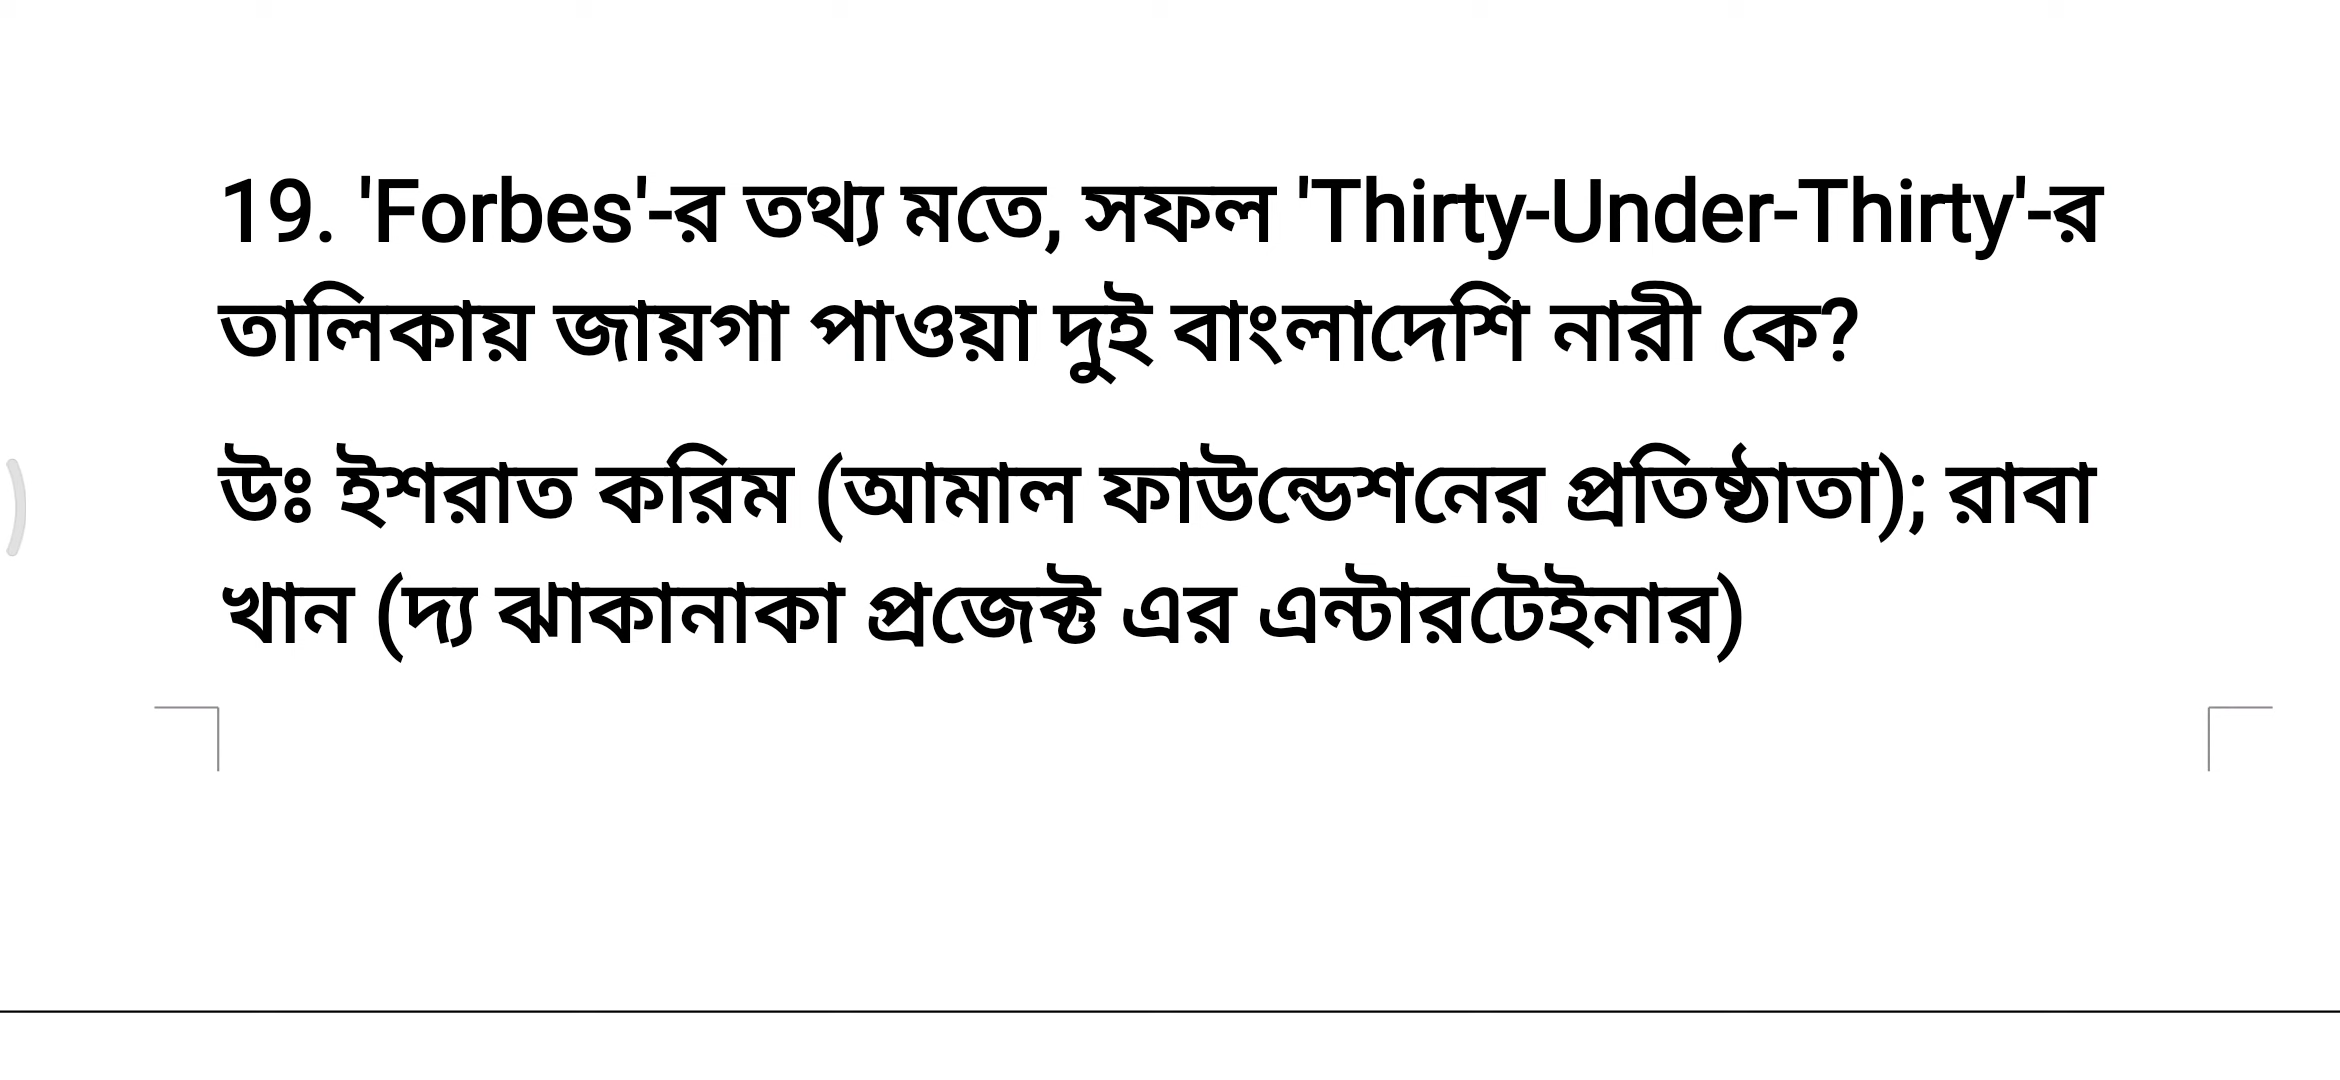 19. 'Forbes'-র তথ্য মতে, সফল 'Thirty-Under-Thirty'-র
তালিকায় জায়গা পাওয়া দুই বাংলাদেশি নারী কে?
উঃ ইশরাত করিম (আমাল ফাউন্ডেশনের প্রতিষ্ঠাতা); রাবা
খান (দ্য ঝাকানাকা প্রজেক্ট এর এন্টারটেইনার)